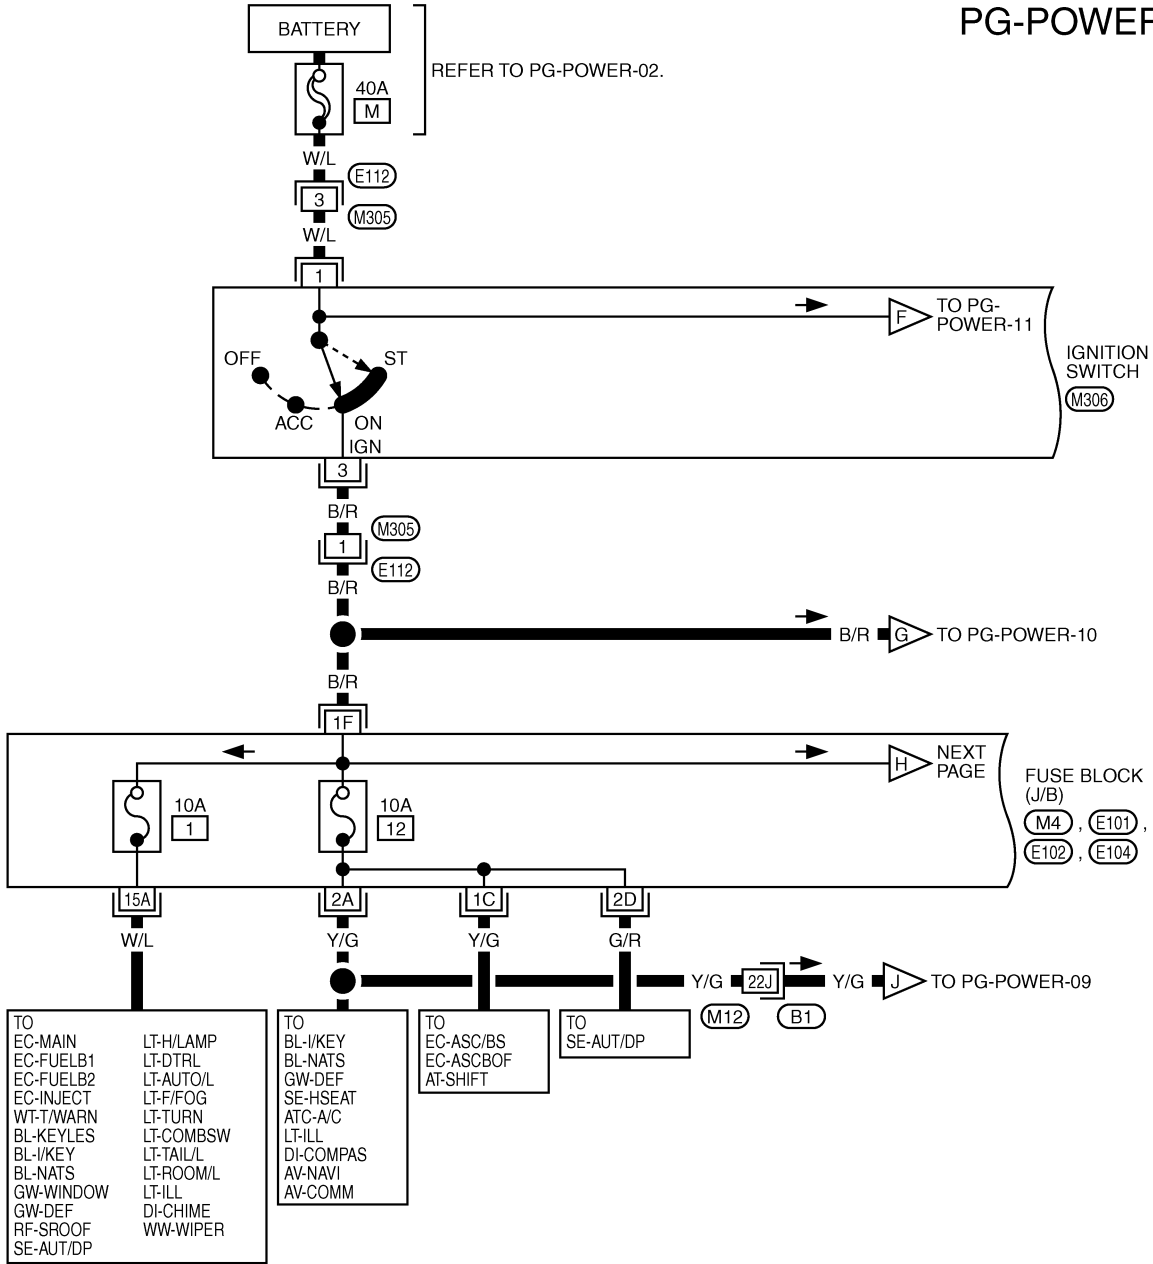 PG-POWER
BATTERY
REFER TO PG-POWER-02.
40A
M
W/L
E112
3
M305
W/L
1
F
TO PG-
POWER-11
OFF
ST
ACC
ON
IGN
IGNITION
SWITCH
M306
3
B/R
M305
1
E112
B/R
B/R
G
TO PG-POWER-10
B/R
1F
H
NEXT
PAGE
10A
1
10A
12
FUSE BLOCK
(J/B)
M4 , E101 ,
E102 , E104
15A
2A
1C
2D
W/L
Y/G
Y/G
G/R
Y/G
22J
Y/G
J
TO PG-POWER-09
M12
B1
TO
EC-MAIN
EC-FUELB1
EC-FUELB2
EC-INJECT
WT-T/WARN
BL-KEYLES
BL-I/KEY
BL-NATS
GW-WINDOW
GW-DEF
RF-SROOF
SE-AUT/DP
LT-H/LAMP
LT-DTRL
LT-AUTO/L
LT-F/FOG
LT-TURN
LT-COMBSW
LT-TAIL/L
LT-ROOM/L
LT-ILL
DI-CHIME
WW-WIPER
TO
BL-I/KEY
BL-NATS
GW-DEF
SE-HSEAT
ATC-A/C
LT-ILL
DI-COMPAS
AV-NAVI
AV-COMM
TO
EC-ASC/BS
EC-ASCBOF
AT-SHIFT
TO
SE-AUT/DP